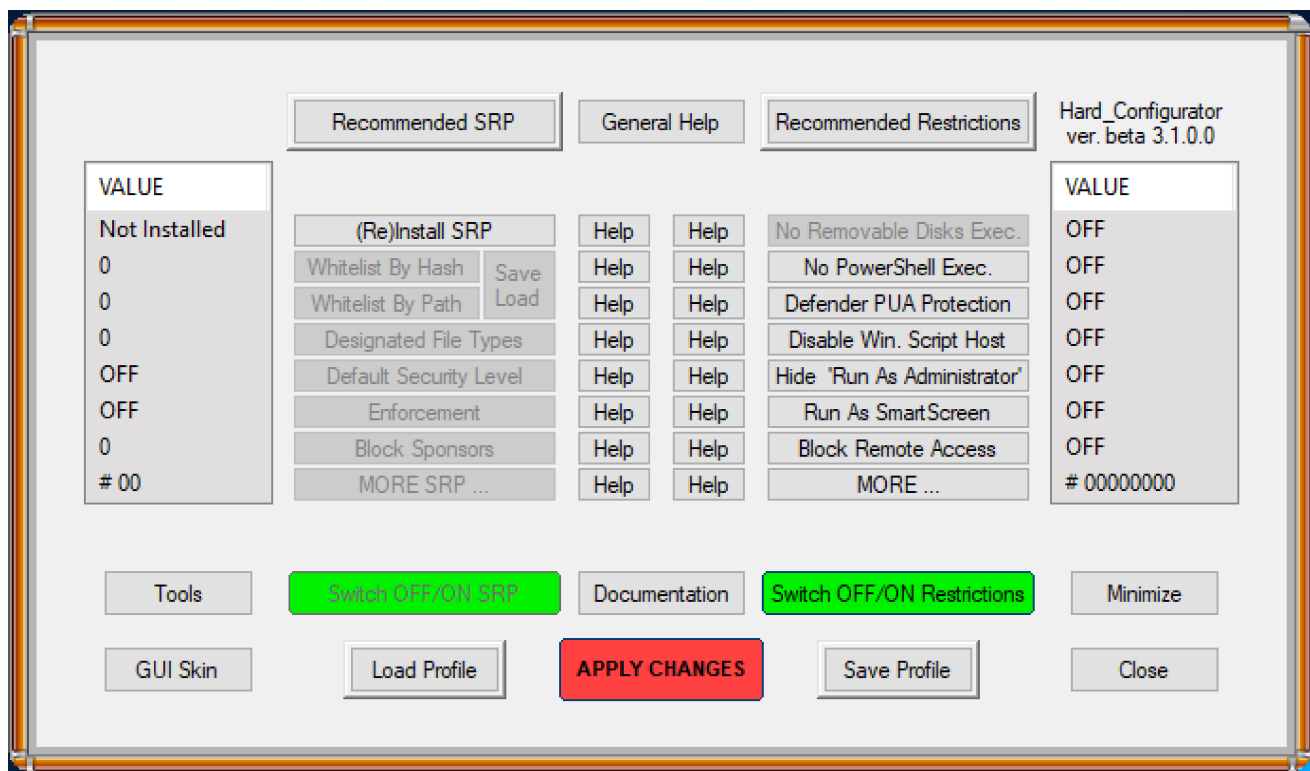 Recommended SRP
General Help
Recommended Restrictions
Hard_Configurator
ver. beta 3.1.0.0
VALUE
VALUE
Not Installed (Re)Install SRP Help Help No Removable Disks Exec. OFF
0 Whitelist By Hash Save Help Help No PowerShell Exec. OFF
0 Whitelist By Path Load Help Help Defender PUA Protection OFF
0 Designated File Types Help Help Disable Win. Script Host OFF
OFF Default Security Level Help Help Hide 'Run As Administrator' OFF
OFF Enforcement Help Help Run As SmartScreen OFF
0 Block Sponsors Help Help Block Remote Access OFF
# 00 MORE SRP ... Help Help MORE ... # 00000000
Tools Switch OFF/ON SRP Documentation Switch OFF/ON Restrictions Minimize
GUI Skin Load Profile APPLY CHANGES Save Profile Close